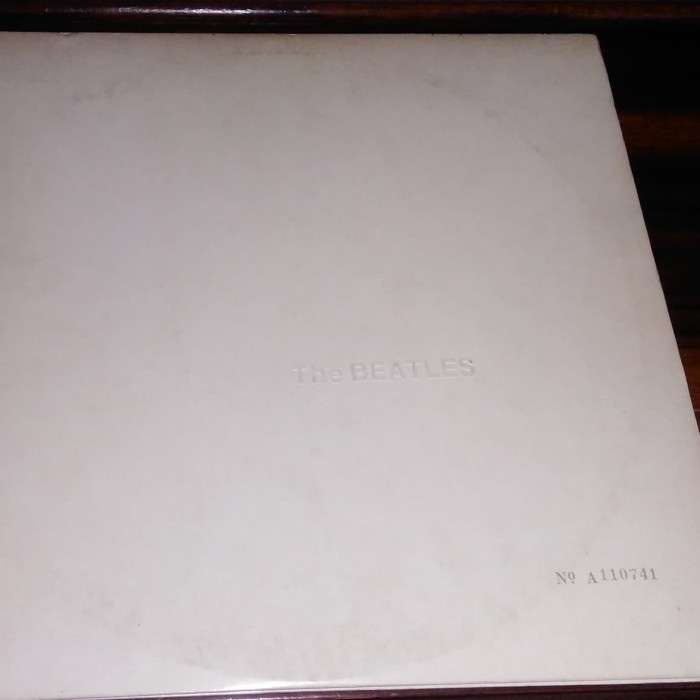 The BEATLES
Nº A110741